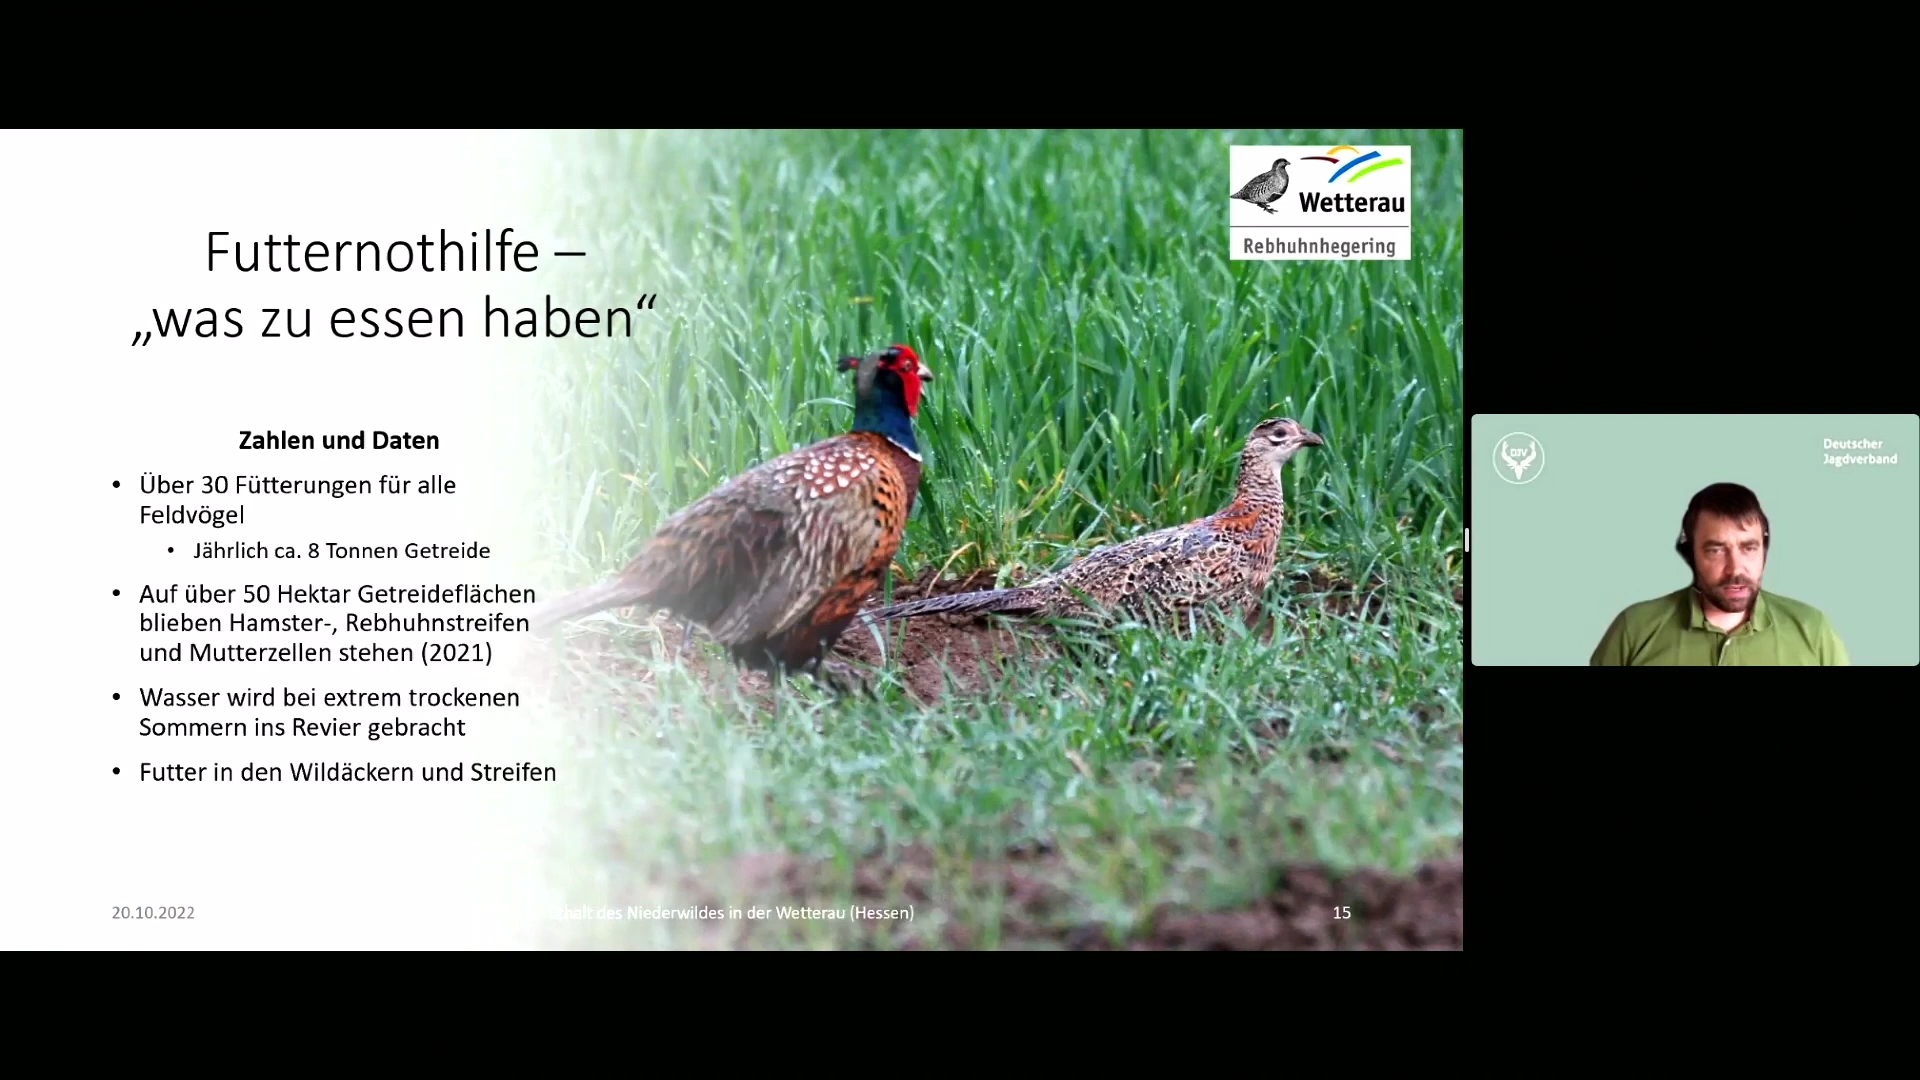 Futternothilfe –
„was zu essen haben“
Zahlen und Daten
• Über 30 Fütterungen für alle
Feldvögel
• Jährlich ca. 8 Tonnen Getreide
• Auf über 50 Hektar Getreideflächen
blieben Hamster-, Rebhuhnstreifen
und Mutterzellen stehen (2021)
• Wasser wird bei extrem trockenen
Sommern ins Revier gebracht
• Futter in den Wildäckern und Streifen
20.10.2022
des Niederwildes in der Wetterau (Hessen)
15
Wetterau
Rebhuhnhegering
DJV
Deutscher
Jagdverband